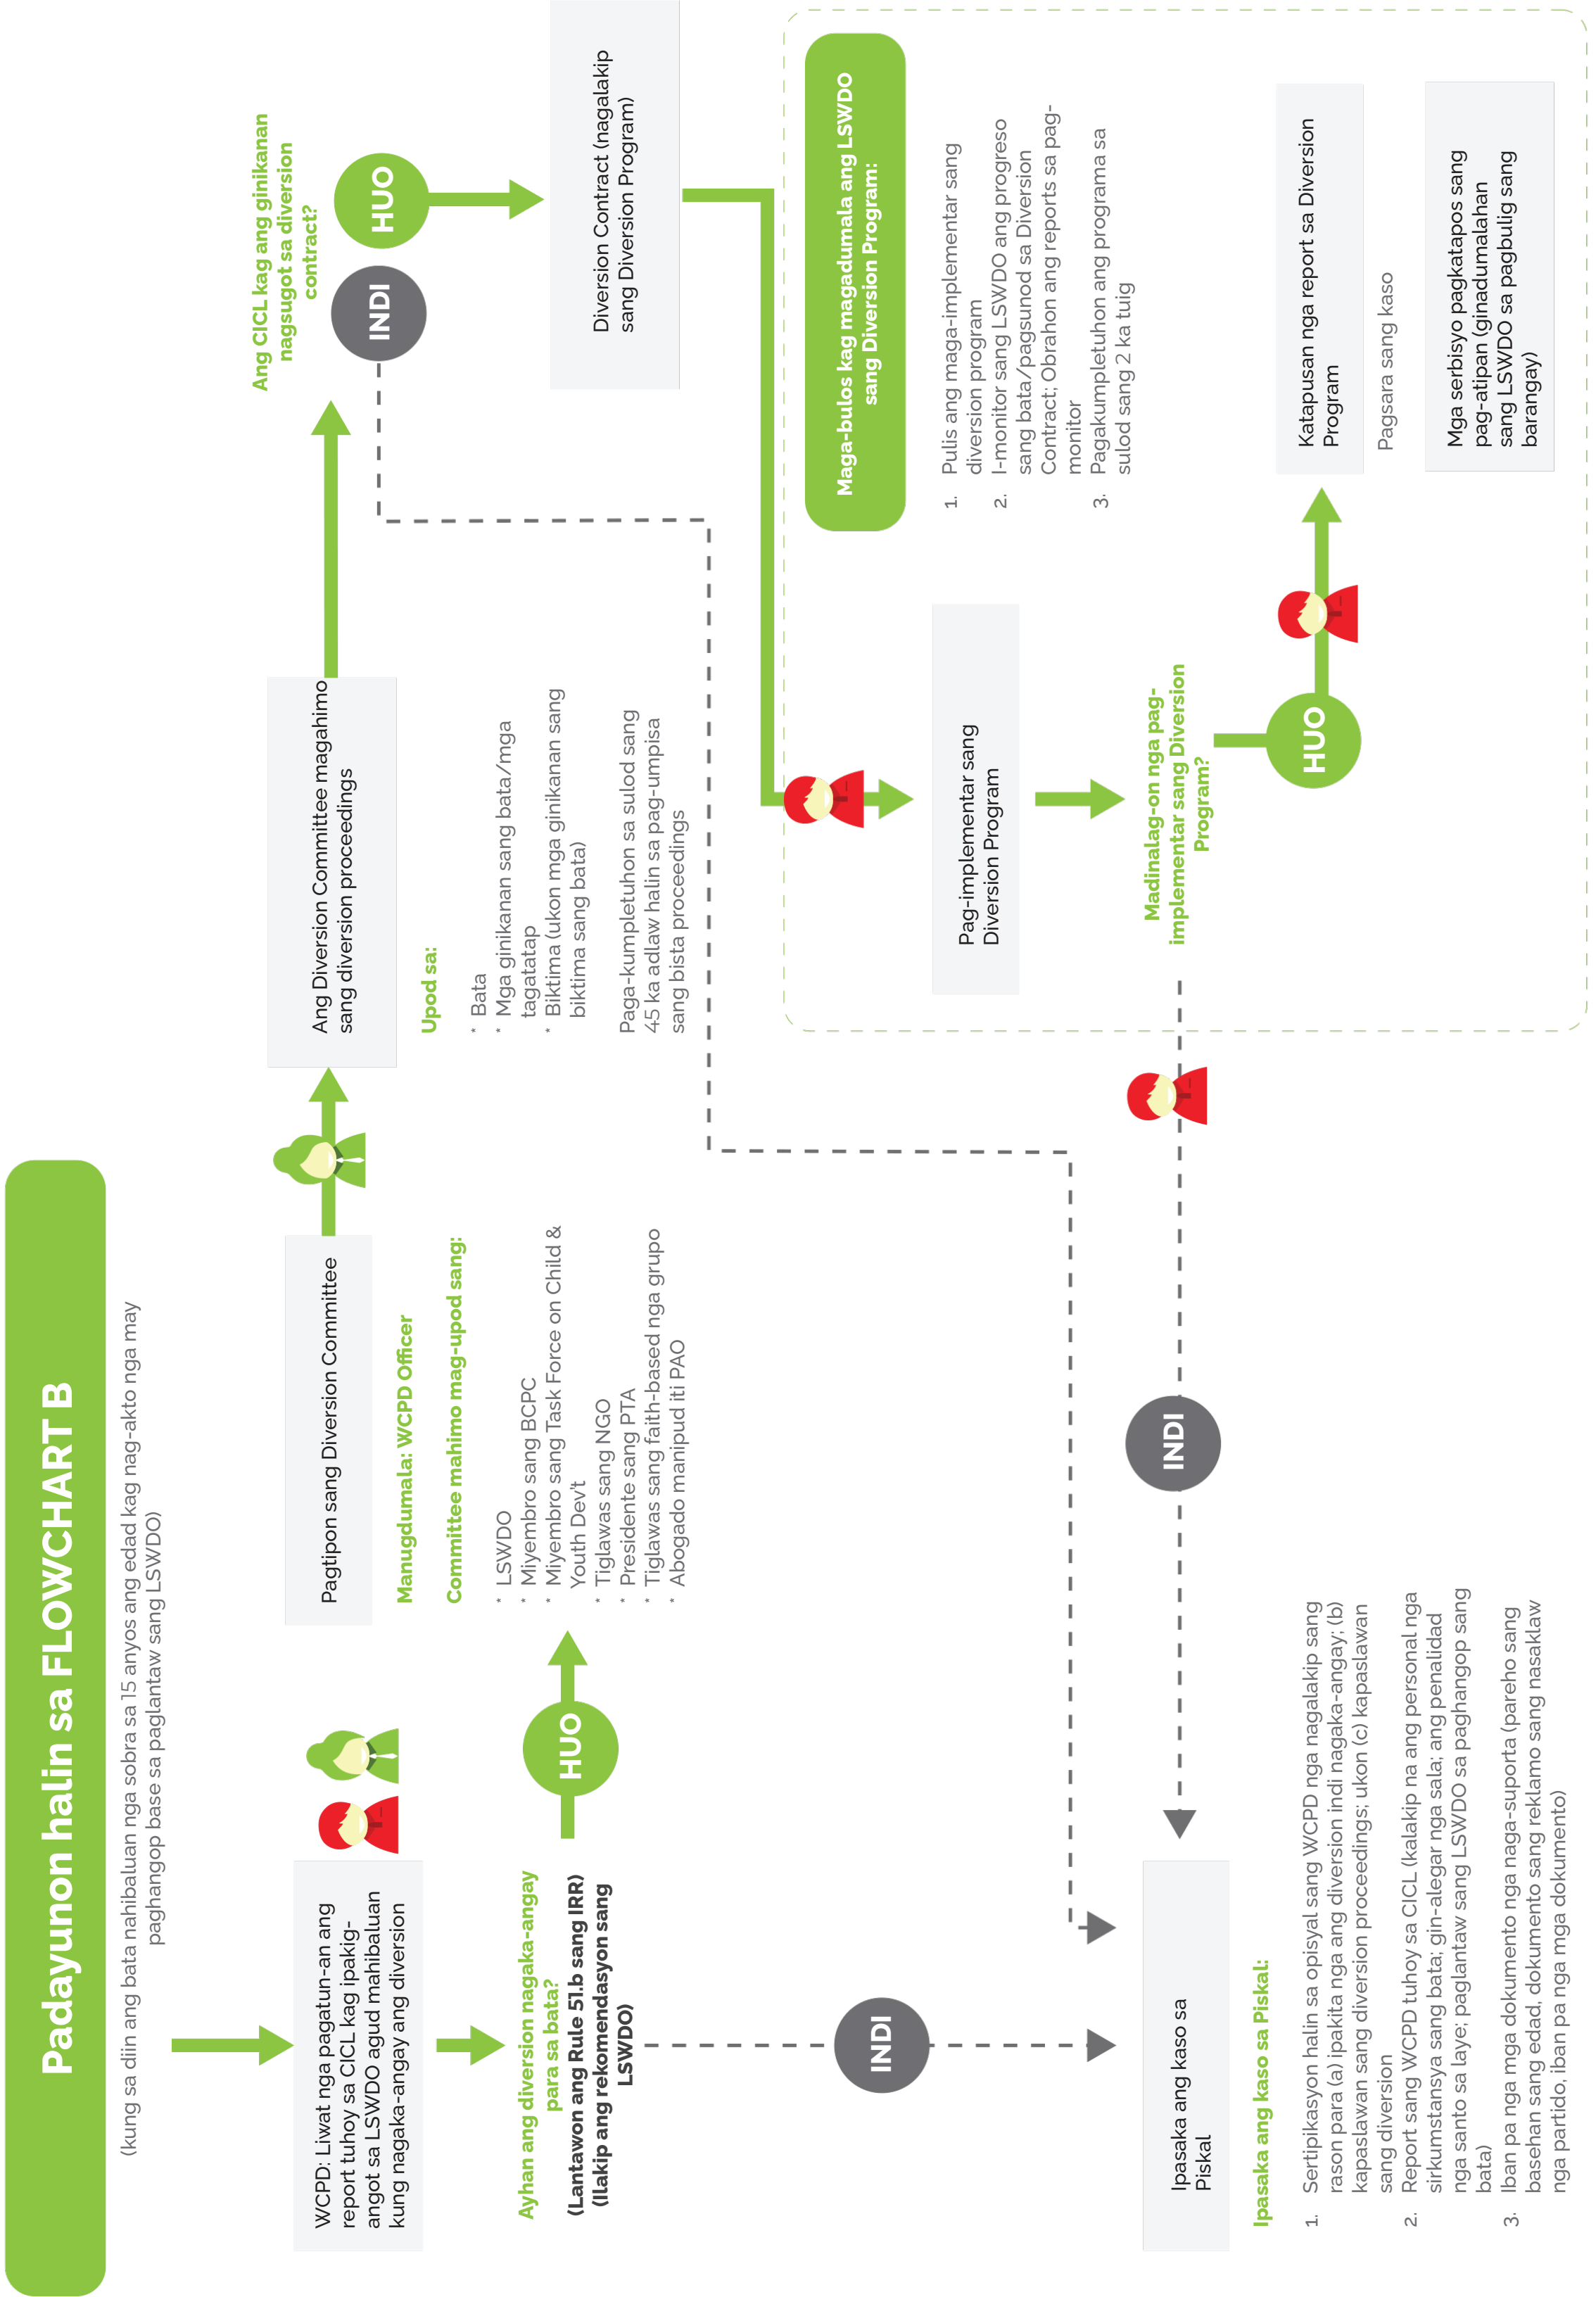 Padayunon halin sa FLOWCHART B
(kung sa diin ang bata nahibaluan nga sobra sa 15 anyos ang edad kag nag-akto nga may
paghangop base sa paglantaw sang LSWDO)
WCPD: Liwat nga pagatun-an ang
report tuhoy sa CICL kag ipakig-
angot sa LSWDO agud mahibaluan
kung nagaka-angay ang diversion
Ayhan ang diversion nagaka-angay
para sa bata?
(Lantawon ang Rule 51.b sang IRR)
(Ilakip ang rekomendasyon sang
LSWDO)
HUO
INDI
Pagtipon sang Diversion Committee
Manugdumala: WCPD Officer
Committee mahimo mag-upod sang:
* LSWDO
* Miyembro sang BCPC
* Miyembro sang Task Force on Child &
Youth Dev't
* Tiglawas sang NGO
* Presidente sang PTA
* Tiglawas sang faith-based nga grupo
* Abogado manipud iti PAO
Ang Diversion Committee magahimo
sang diversion proceedings
Upod sa:
* Bata
* Mga ginikanan sang bata/mga
tagatatap
* Biktima (ukon mga ginikanan sang
biktima sang bata)
Paga-kumpletuhon sa sulod sang
45 ka adlaw halin sa pag-umpisa
sang bista proceedings
Ang CICL kag ang ginikanan
nagsugot sa diversion
contract?
INDI
HUO
Diversion Contract (nagalakip
sang Diversion Program)
Maga-bulos kag magadumala ang LSWDO
sang Diversion Program:
1. Pulis ang maga-implementar sang
diversion program
2. I-monitor sang LSWDO ang progreso
sang bata/pagsunod sa Diversion
Contract; Obrahon ang reports sa pag-
monitor
3. Pagakumpletuhon ang programa sa
sulod sang 2 ka tuig
Pag-implementar sang
Diversion Program
Madinalag-on nga pag-
implementar sang Diversion
Program?
HUO
INDI
Katapusan nga report sa Diversion
Program
Pagsara sang kaso
Mga serbisyo pagkatapos sang
pag-atipan (ginadumalahan
sang LSWDO sa pagbulig sang
barangay)
Ipasaka ang kaso sa
Piskal
Ipasaka ang kaso sa Piskal:
1. Sertipikasyon halin sa opisyal sang WCPD nga nagalakip sang
rason para (a) ipakita nga ang diversion indi nagaka-angay; (b)
kapaslawan sang diversion proceedings; ukon (c) kapaslawan
sang diversion
2. Report sang WCPD tuhoy sa CICL (kalakip na ang personal nga
sirkumstansya sang bata; gin-alegar nga sala; ang penalidad
nga santo sa laye; paglantaw sang LSWDO sa paghangop sang
bata)
3. Iban pa nga mga dokumento nga naga-suporta (pareho sang
basehan sang edad, dokumento sang reklamo sang nasaklaw
nga partido, iban pa nga mga dokumento)